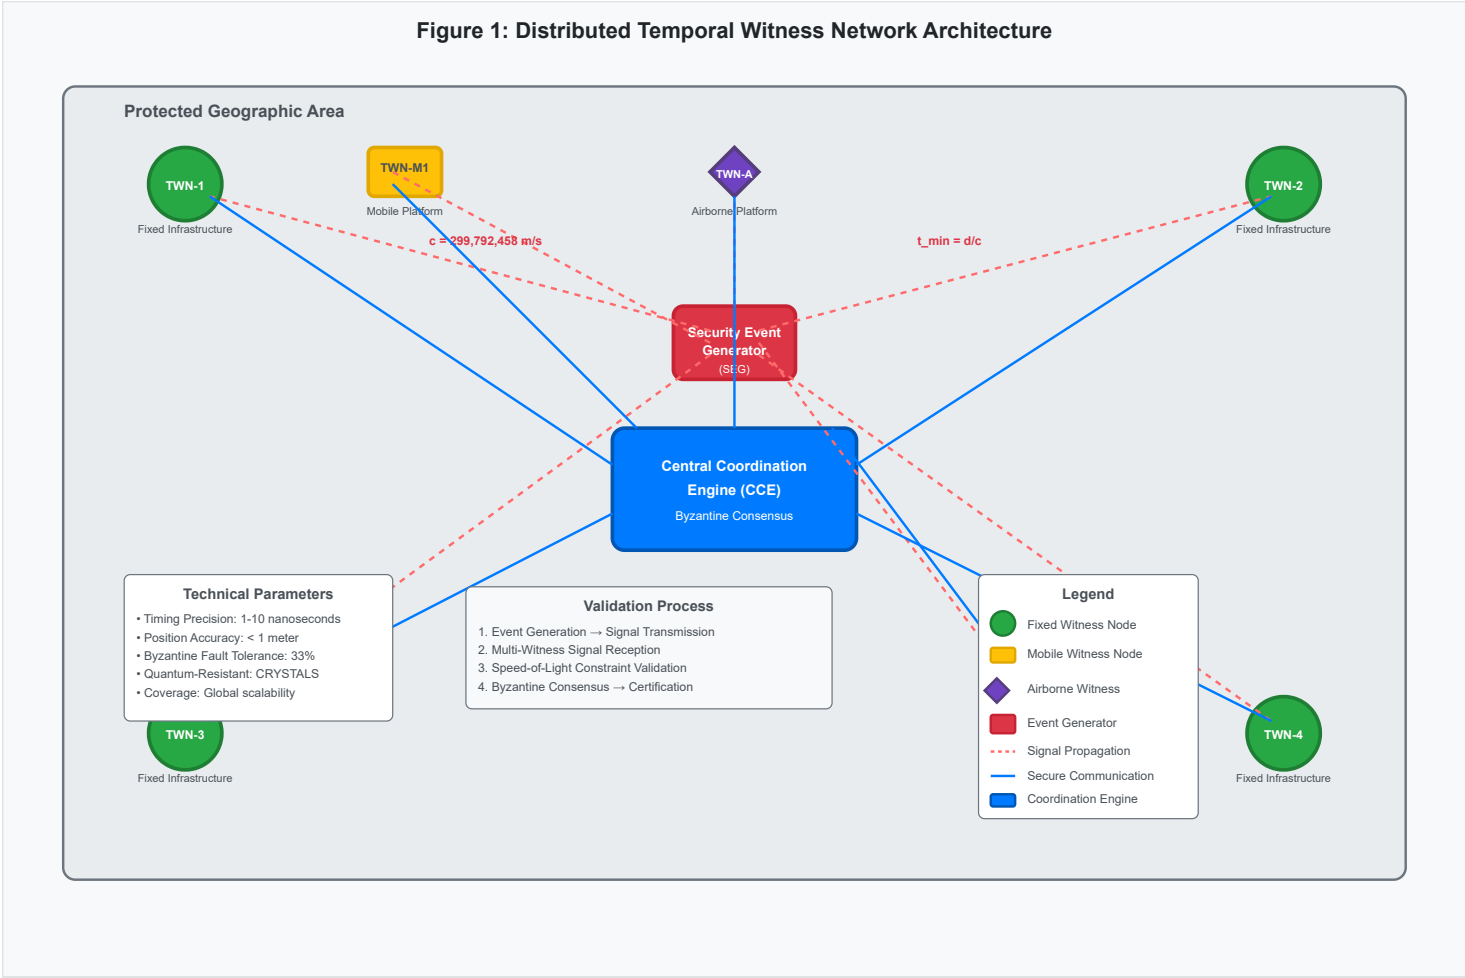 Figure 1: Distributed Temporal Witness Network Architecture
Protected Geographic Area
TWN-1
Fixed Infrastructure
TWN-M1
Mobile Platform
TWN-A
Airborne Platform
TWN-2
Fixed Infrastructure
c = 299,792,458 m/s
t_min = d/c
Security Event
Generator
(SEG)
Central Coordination
Engine (CCE)
Byzantine Consensus
Technical Parameters
• Timing Precision: 1-10 nanoseconds
• Position Accuracy: < 1 meter
• Byzantine Fault Tolerance: 33%
• Quantum-Resistant: CRYSTALS
• Coverage: Global scalability
TWN-3
Fixed Infrastructure
Validation Process
1. Event Generation → Signal Transmission
2. Multi-Witness Signal Reception
3. Speed-of-Light Constraint Validation
4. Byzantine Consensus → Certification
Legend
Fixed Witness Node
Mobile Witness Node
Airborne Witness
Event Generator
Signal Propagation
Secure Communication
Coordination Engine
TWN-4
Fixed Infrastructure